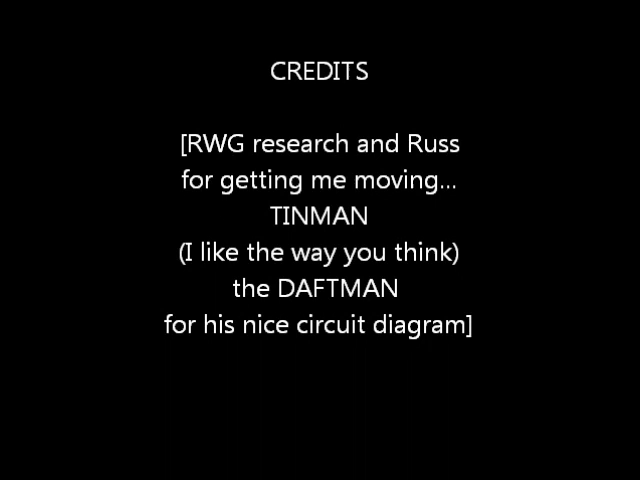 CREDITS
[RWG research and Russ
for getting me moving...
TINMAN
(I like the way you think)
the DAFTMAN
for his nice circuit diagram]